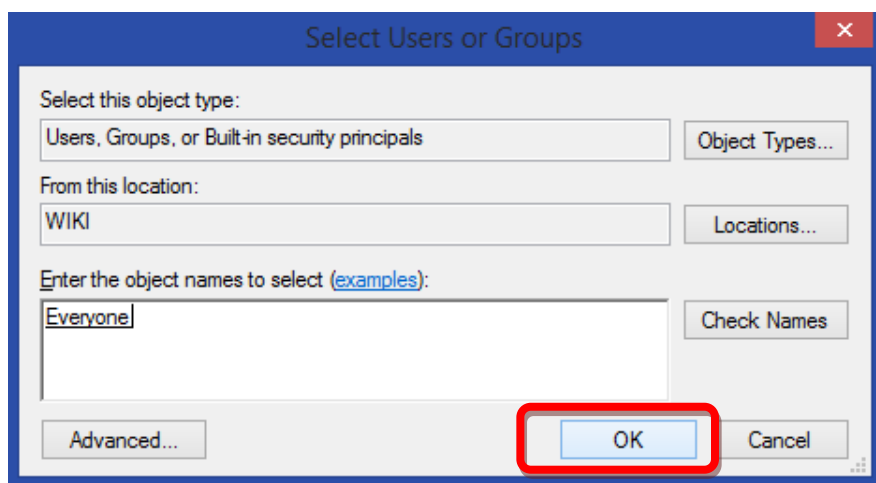 Select Users or Groups
Select this object type:
Users, Groups, or Built-in security principals
Object Types...
From this location:
WIKI
Locations...
Enter the object names to select (examples):
Everyone
Check Names
Advanced...
OK
Cancel